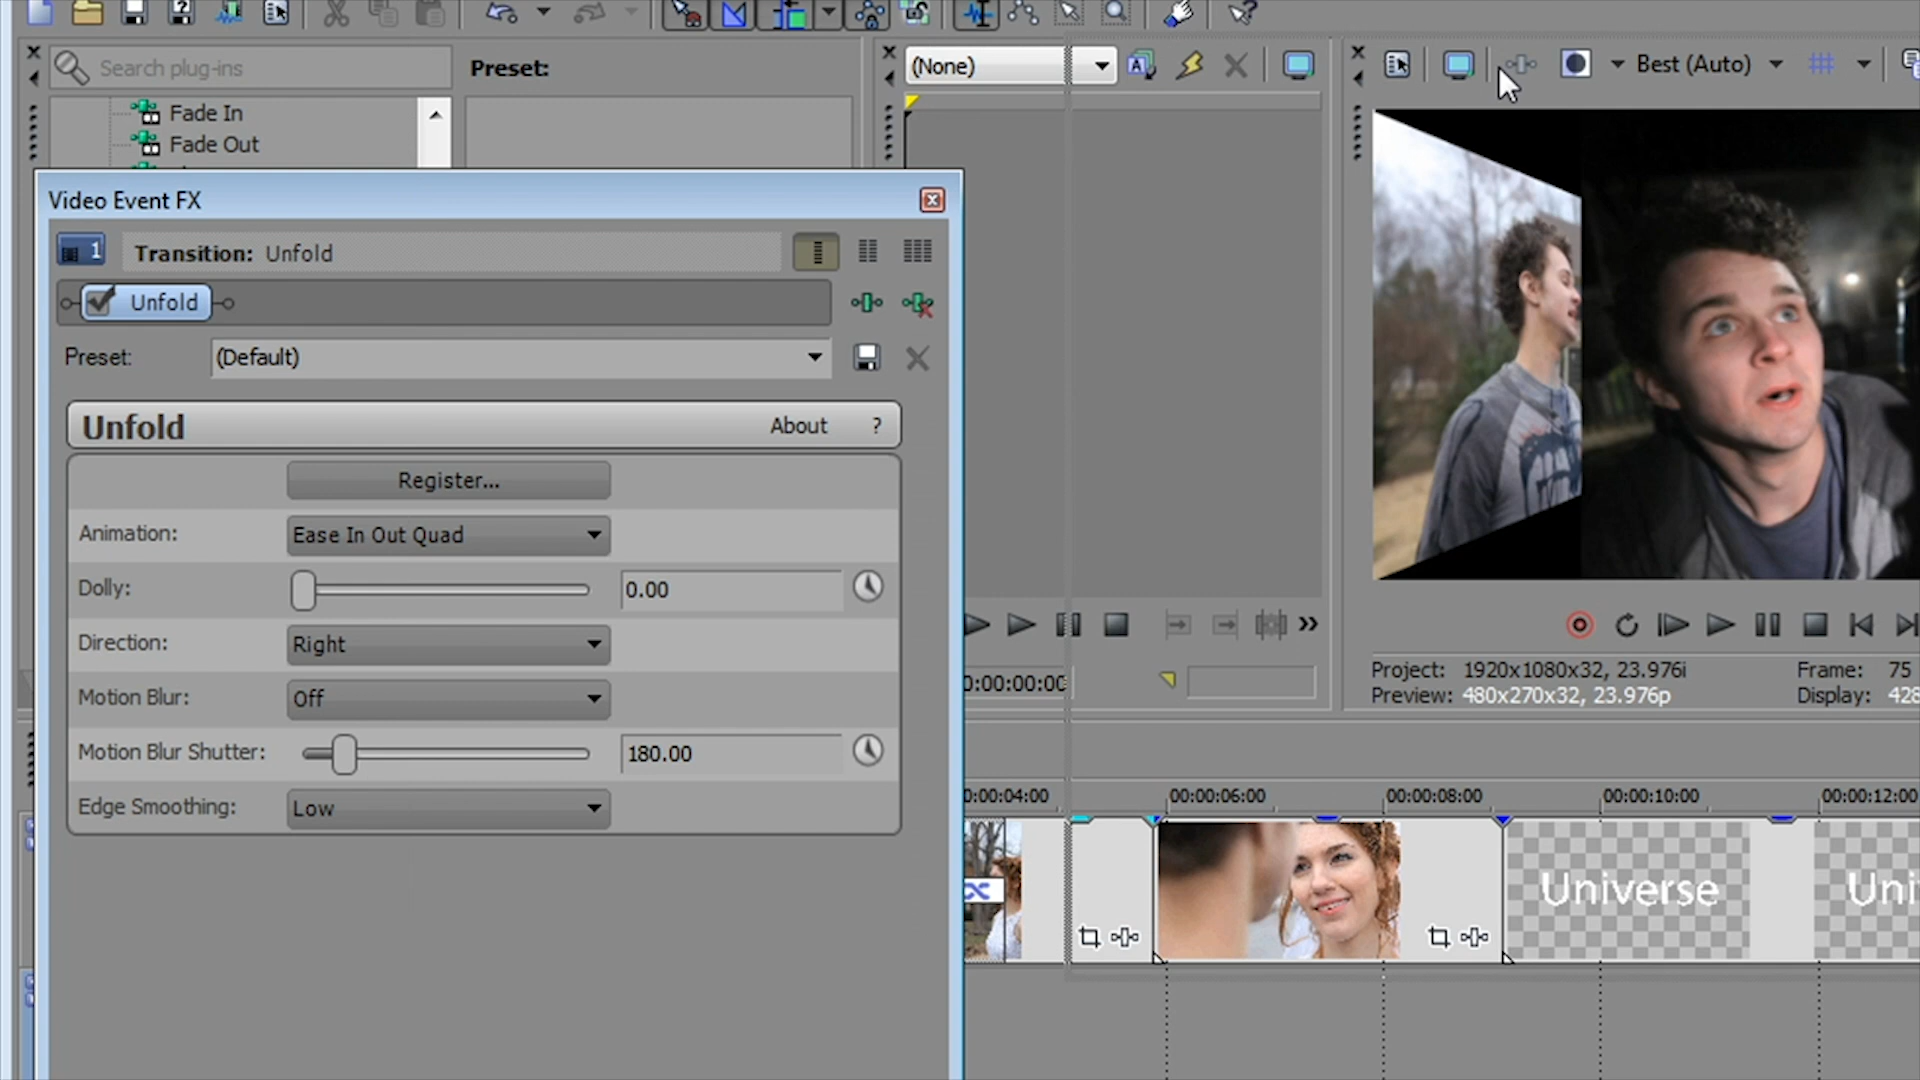 Search plug-ins
Preset:
(None)
Best (Auto)
Fade In
Fade Out
Video Event FX
1
Transition: Unfold
Unfold
Preset:
(Default)
Unfold
About
?
Register...
Animation:
Ease In Out Quad
Dolly:
0.00
Direction:
Right
Motion Blur:
Off
Motion Blur Shutter:
180.00
Edge Smoothing:
Low
0:00:00:00
Project: 1920x1080x32, 23.976i
Frame: 75
Preview: 480x270x32, 23.976p
Display: 428
0:00:04:00
00:00:06:00
00:00:08:00
00:00:10:00
00:00:12:00
Universe
Uni